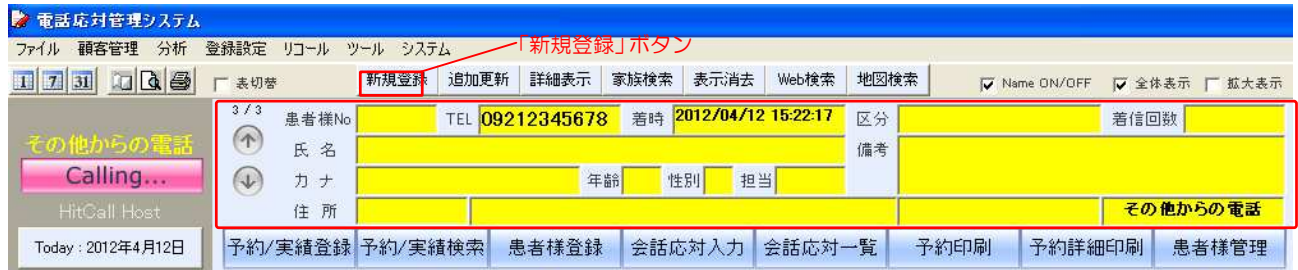 電話応対管理システム
ファイル 顧客管理 分析 登録設定 リコール ツール システム
「新規登録」ボタン
1 7 31 表切替 新規登録 追加更新 詳細表示 家族検索 表示消去 Web検索 地図検索 Name ON/OFF 全体表示 拡大表示
3/3 患者様No TEL 09212345678 着時 2012/04/12 15:22:17 区分 着信回数
その他からの電話 氏 名 備考
Calling... カ ナ 年齢 性別 担当
HitCall Host 住 所 その他からの電話
Today:2012年4月12日 予約/実績登録 予約/実績検索 患者様登録 会話応対入力 会話応対一覧 予約印刷 予約詳細印刷 患者様管理